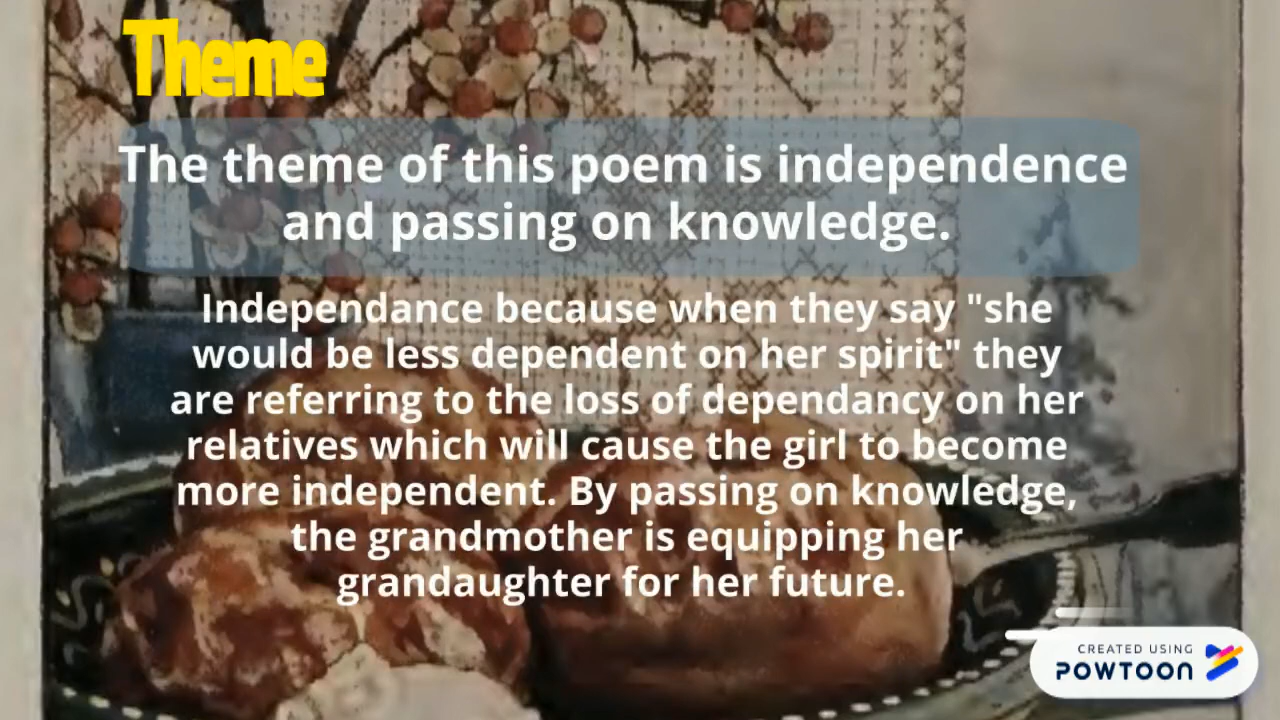 Theme
The theme of this poem is independence
and passing on knowledge.
Independance because when they say "she
would be less dependent on her spirit" they
are referring to the loss of dependancy on her
relatives which will cause the girl to become
more independent. By passing on knowledge,
the grandmother is equipping her
grandaughter for her future.
CREATED USING
POWTOON